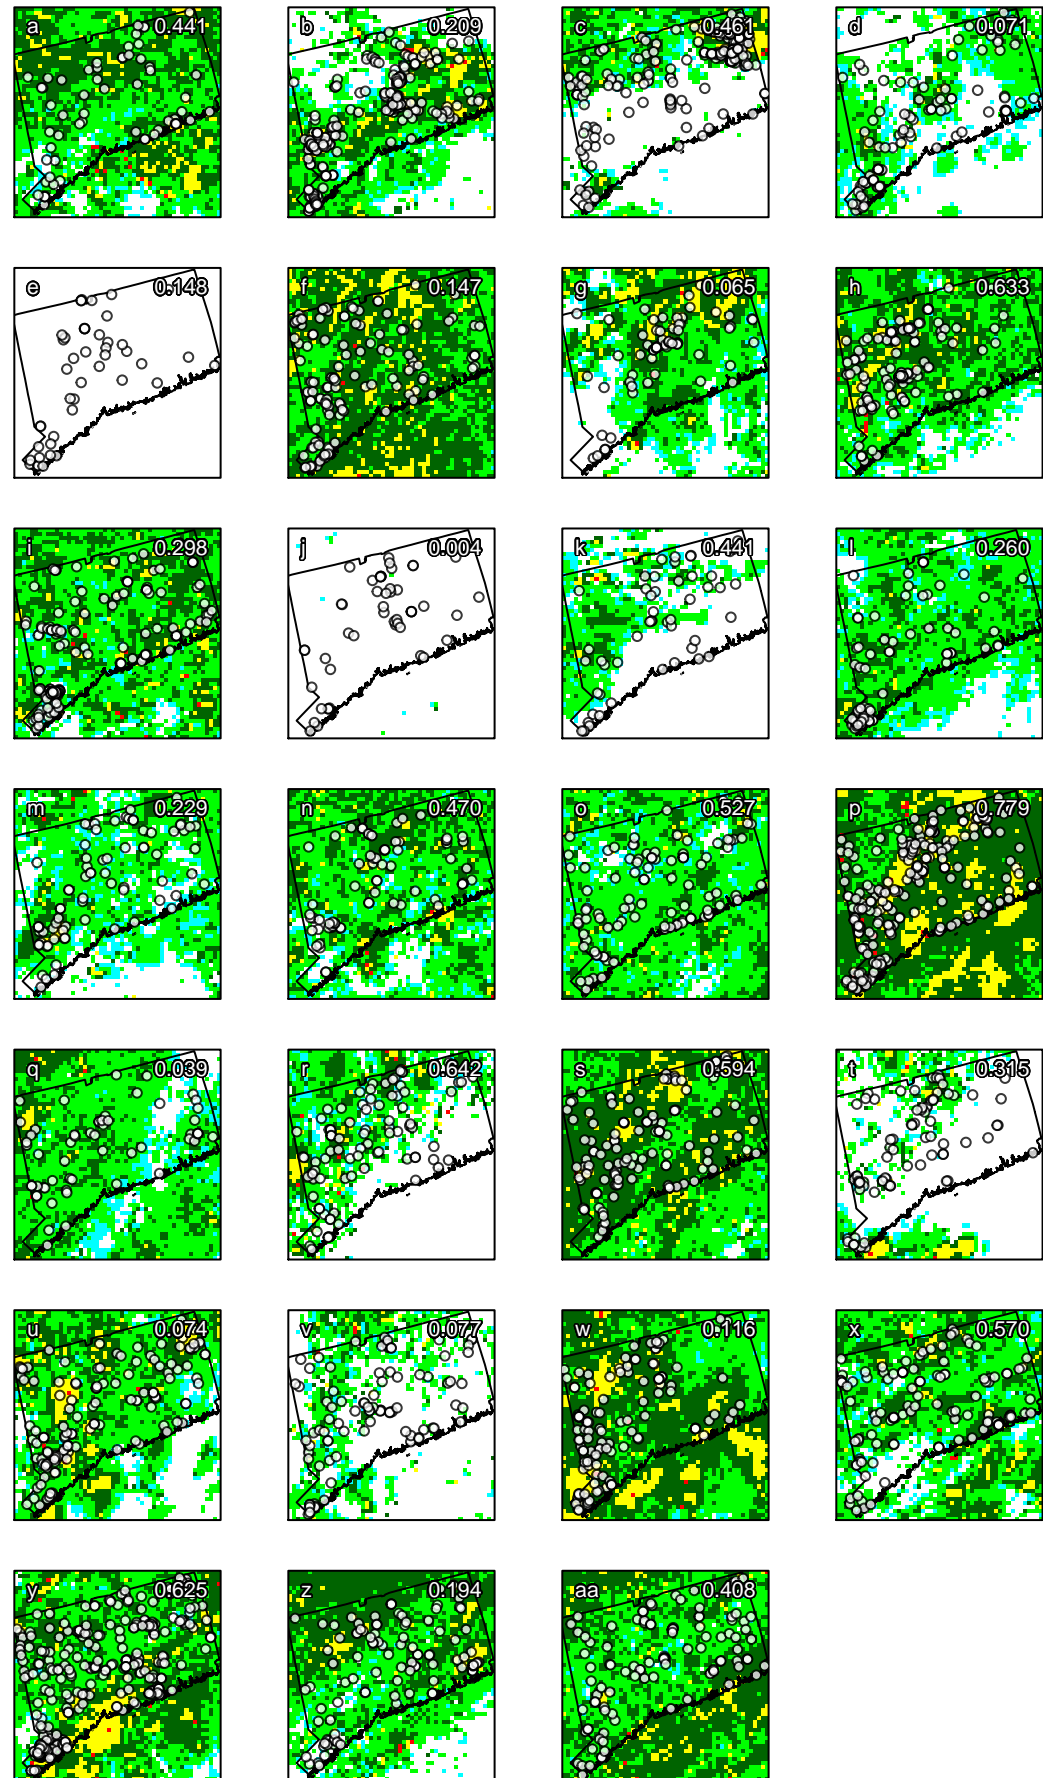 a 0.441 b 0.209 c 0.461 d 0.071
e 0.148 f 0.147 g 0.065 h 0.633
i 0.298 j 0.004 k 0.441 l 0.260
m 0.229 n 0.470 o 0.527 p 0.779
q 0.039 r 0.642 s 0.594 t 0.315
u 0.074 v 0.077 w 0.116 x 0.570
y 0.625 z 0.194 aa 0.408